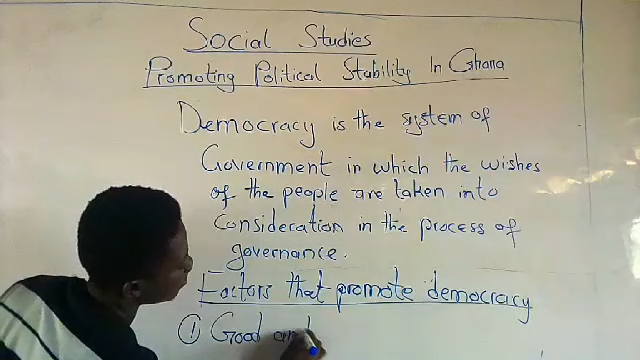 Social Studies
Promoting Political Stability In Ghana
Democracy is the system of
Government in which the wishes
of the people are taken into
consideration in the process of
governance.
Factors that promote democracy
① Good and